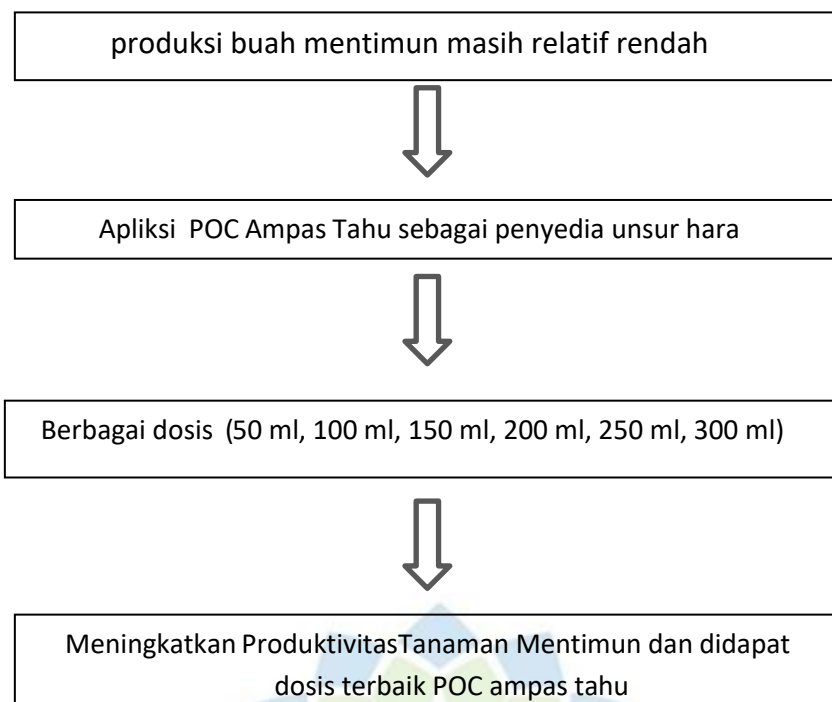 produksi buah mentimun masih relatif rendah
Apliksi POC Ampas Tahu sebagai penyedia unsur hara
Berbagai dosis (50 ml, 100 ml, 150 ml, 200 ml, 250 ml, 300 ml)
Meningkatkan ProduktivitasTanaman Mentimun dan didapat
dosis terbaik POC ampas tahu